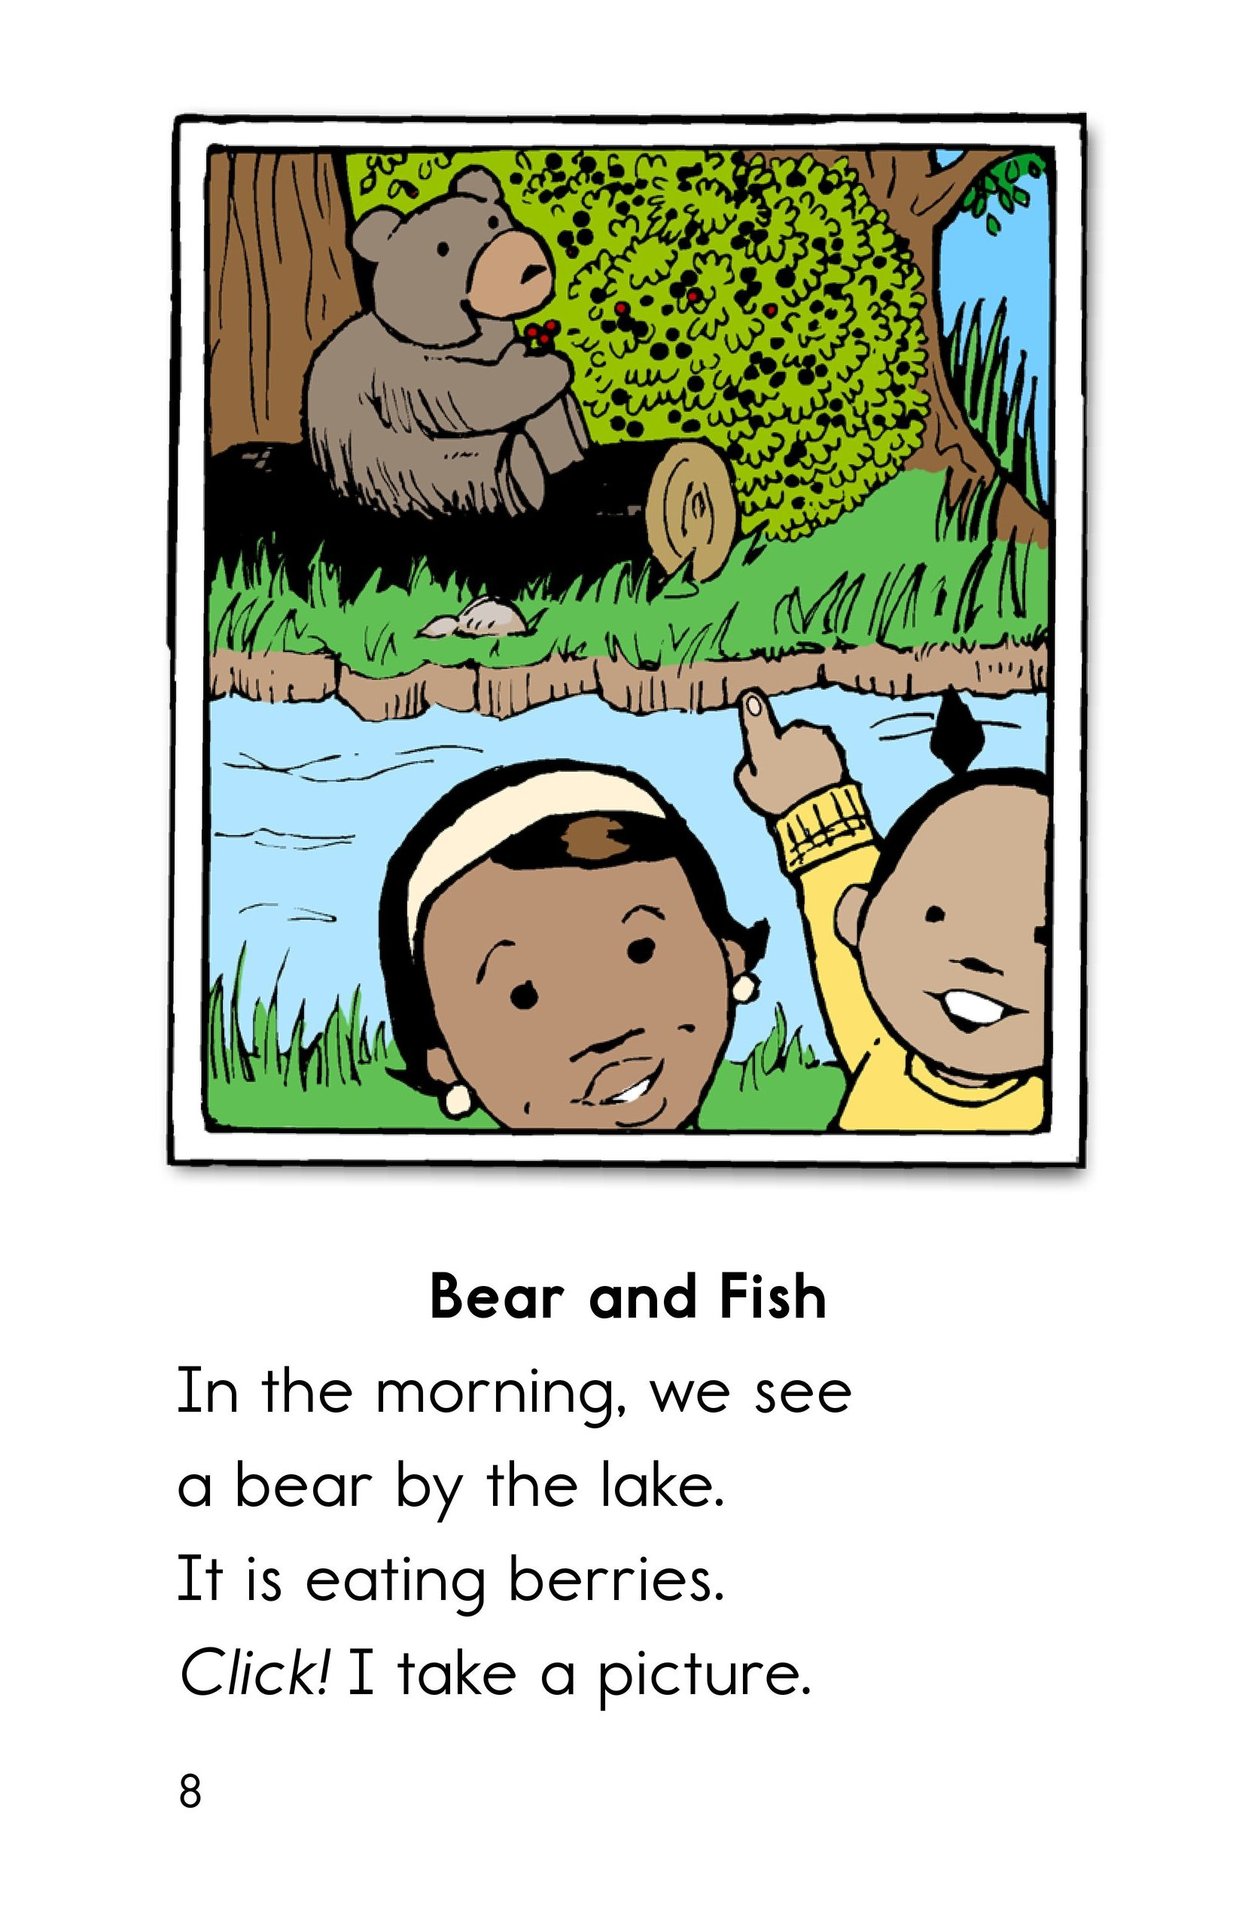 Bear and Fish
In the morning, we see
a bear by the lake.
It is eating berries.
Click! I take a picture.
8